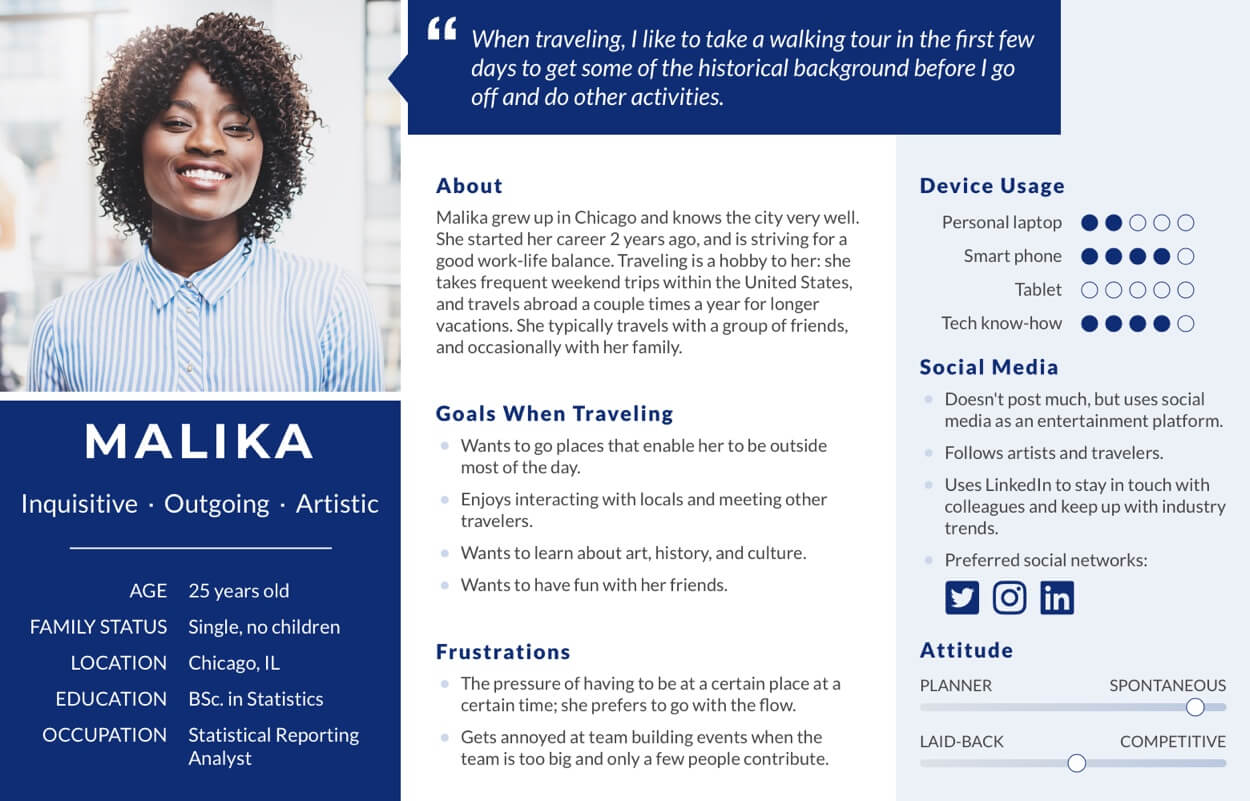 “ When traveling, I like to take a walking tour in the first few
days to get some of the historical background before I go
off and do other activities.
MALIKA
Inquisitive · Outgoing · Artistic
AGE 25 years old
FAMILY STATUS Single, no children
LOCATION Chicago, IL
EDUCATION BSc. in Statistics
OCCUPATION Statistical Reporting
Analyst
About
Malika grew up in Chicago and knows the city very well.
She started her career 2 years ago, and is striving for a
good work-life balance. Traveling is a hobby to her: she
takes frequent weekend trips within the United States,
and travels abroad a couple times a year for longer
vacations. She typically travels with a group of friends,
and occasionally with her family.
Goals When Traveling
Wants to go places that enable her to be outside
most of the day.
Enjoys interacting with locals and meeting other
travelers.
Wants to learn about art, history, and culture.
Wants to have fun with her friends.
Frustrations
The pressure of having to be at a certain place at a
certain time; she prefers to go with the flow.
Gets annoyed at team building events when the
team is too big and only a few people contribute.
Device Usage
Personal laptop
Smart phone
Tablet
Tech know-how
Social Media
Doesn't post much, but uses social
media as an entertainment platform.
Follows artists and travelers.
Uses LinkedIn to stay in touch with
colleagues and keep up with industry
trends.
Preferred social networks:
in
Attitude
PLANNER SPONTANEOUS
LAID-BACK COMPETITIVE